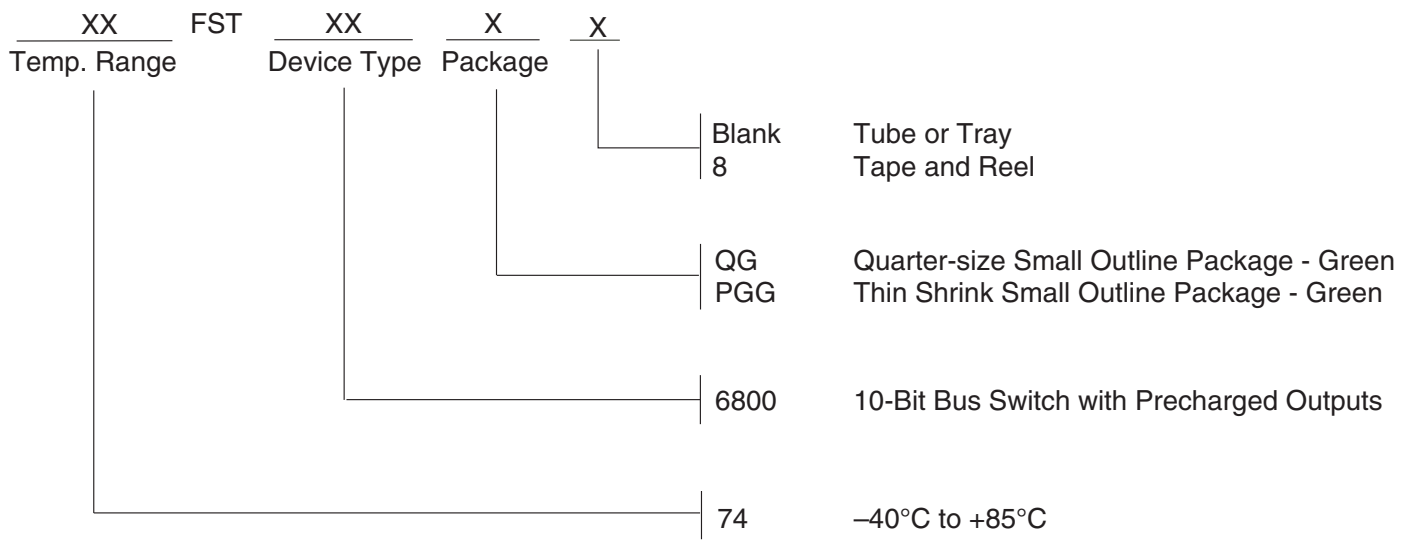 XX FST XX X X
Temp. Range Device Type Package
Blank Tube or Tray
8 Tape and Reel
QG Quarter-size Small Outline Package - Green
PGG Thin Shrink Small Outline Package - Green
6800 10-Bit Bus Switch with Precharged Outputs
74 –40°C to +85°C